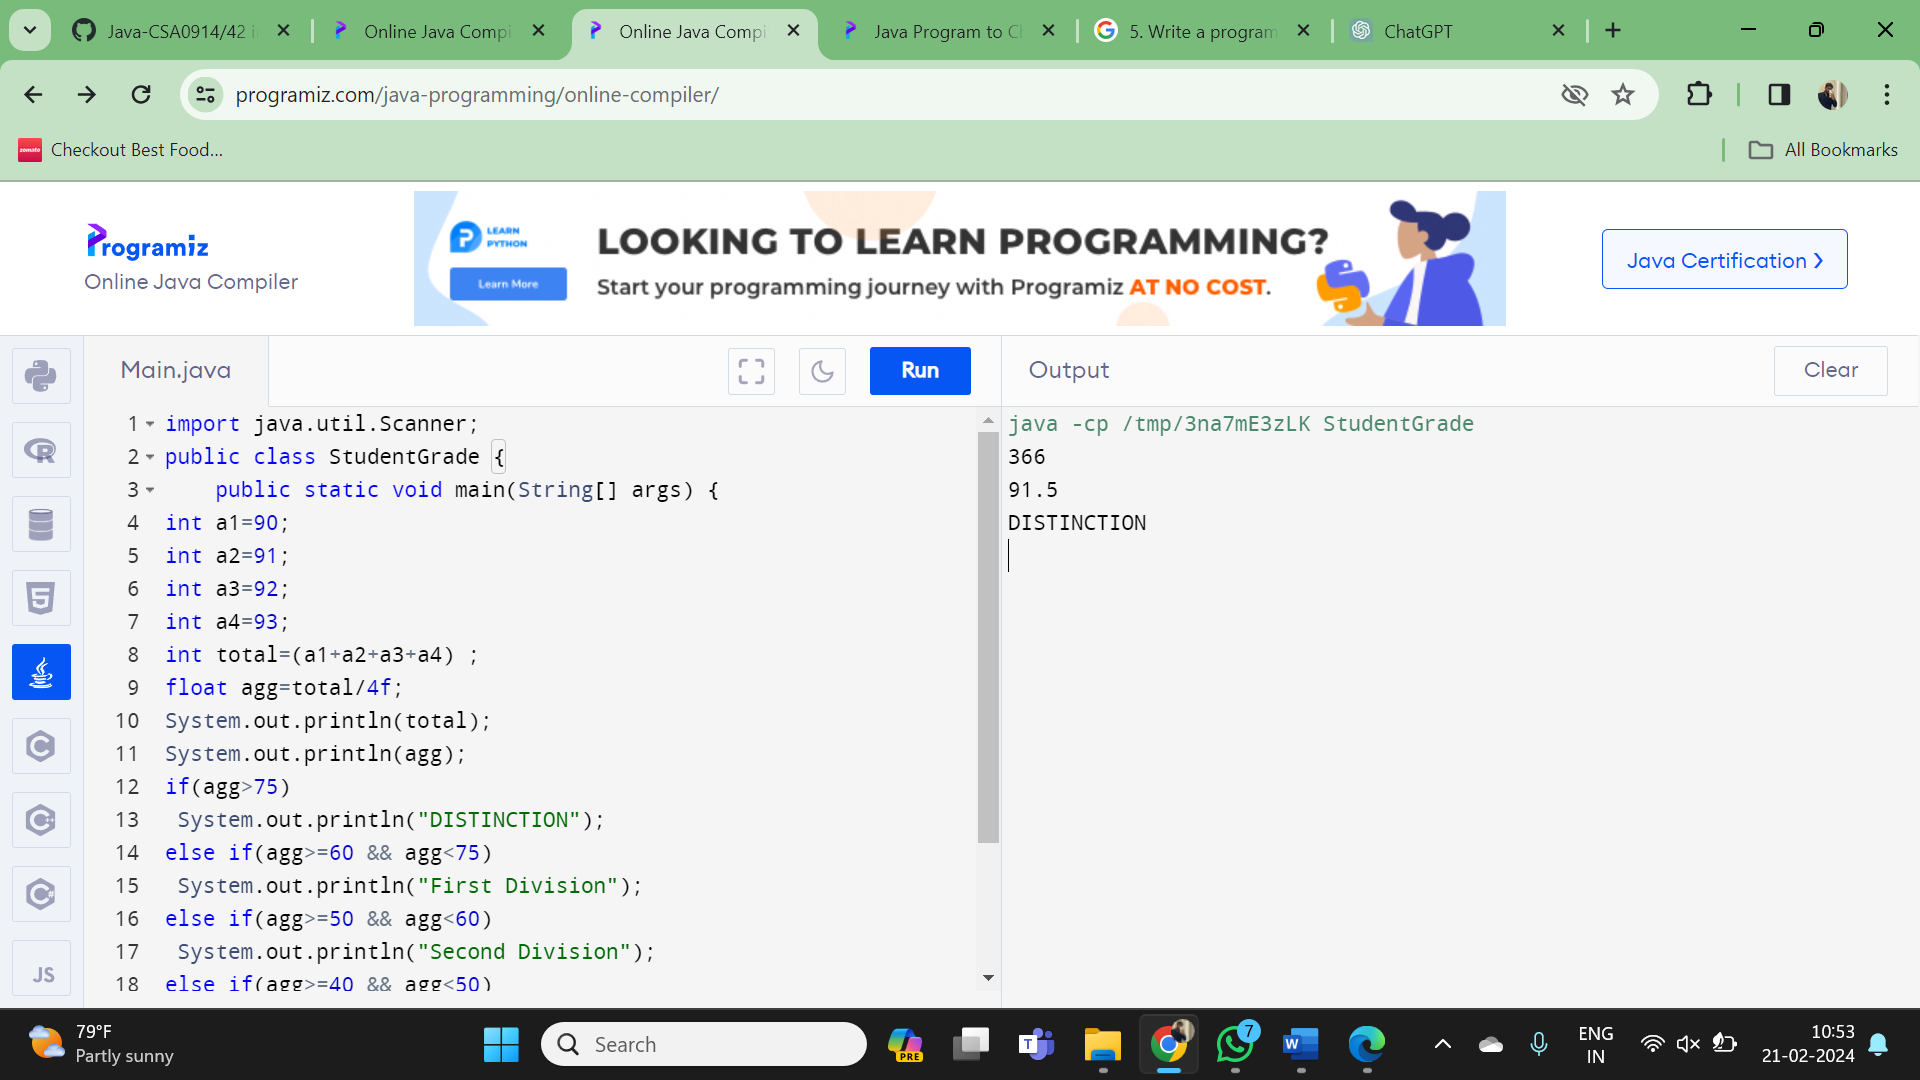 Java-CSA0914/42 i
Online Java Compi
Online Java Compi
Java Program to C
5. Write a program
ChatGPT
programiz.com/java-programming/online-compiler/
zomato
Checkout Best Food...
All Bookmarks
Programiz
Online Java Compiler
LEARN
PYTHON
Learn More
LOOKING TO LEARN PROGRAMMING?
Start your programming journey with Programiz AT NO COST.
Java Certification ❯
Main.java
Run
Output
Clear
1 import java.util.Scanner;
2 public class StudentGrade {
3     public static void main(String[] args) {
4 int a1=90;
5 int a2=91;
6 int a3=92;
7 int a4=93;
8 int total=(a1+a2+a3+a4) ;
9 float agg=total/4f;
10 System.out.println(total);
11 System.out.println(agg);
12 if(agg>75)
13  System.out.println("DISTINCTION");
14 else if(agg>=60 && agg<75)
15  System.out.println("First Division");
16 else if(agg>=50 && agg<60)
17  System.out.println("Second Division");
18 else if(agg>=40 && agg<50)
java -cp /tmp/3na7mE3zLK StudentGrade
366
91.5
DISTINCTION
JS
79°F
Partly sunny
Search
PRE
T
7
W
ENG
IN
10:53
21-02-2024